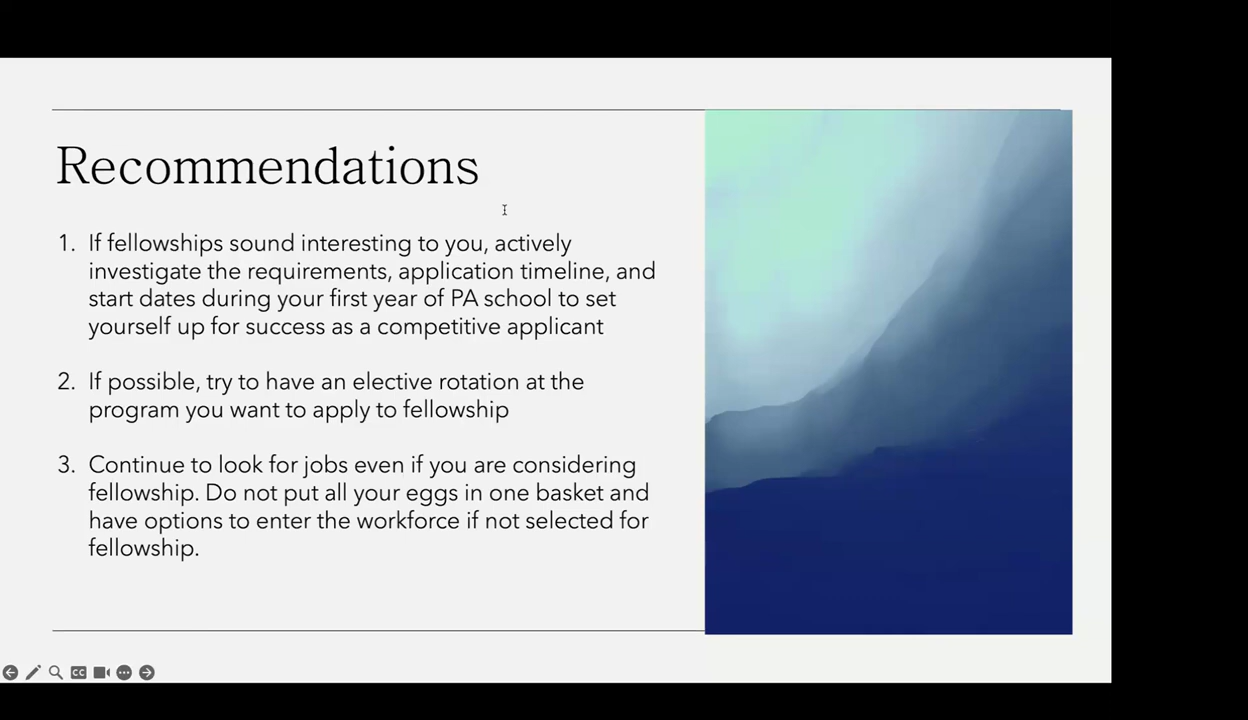 Recommendations
1. If fellowships sound interesting to you, actively
investigate the requirements, application timeline, and
start dates during your first year of PA school to set
yourself up for success as a competitive applicant
2. If possible, try to have an elective rotation at the
program you want to apply to fellowship
3. Continue to look for jobs even if you are considering
fellowship. Do not put all your eggs in one basket and
have options to enter the workforce if not selected for
fellowship.
CC